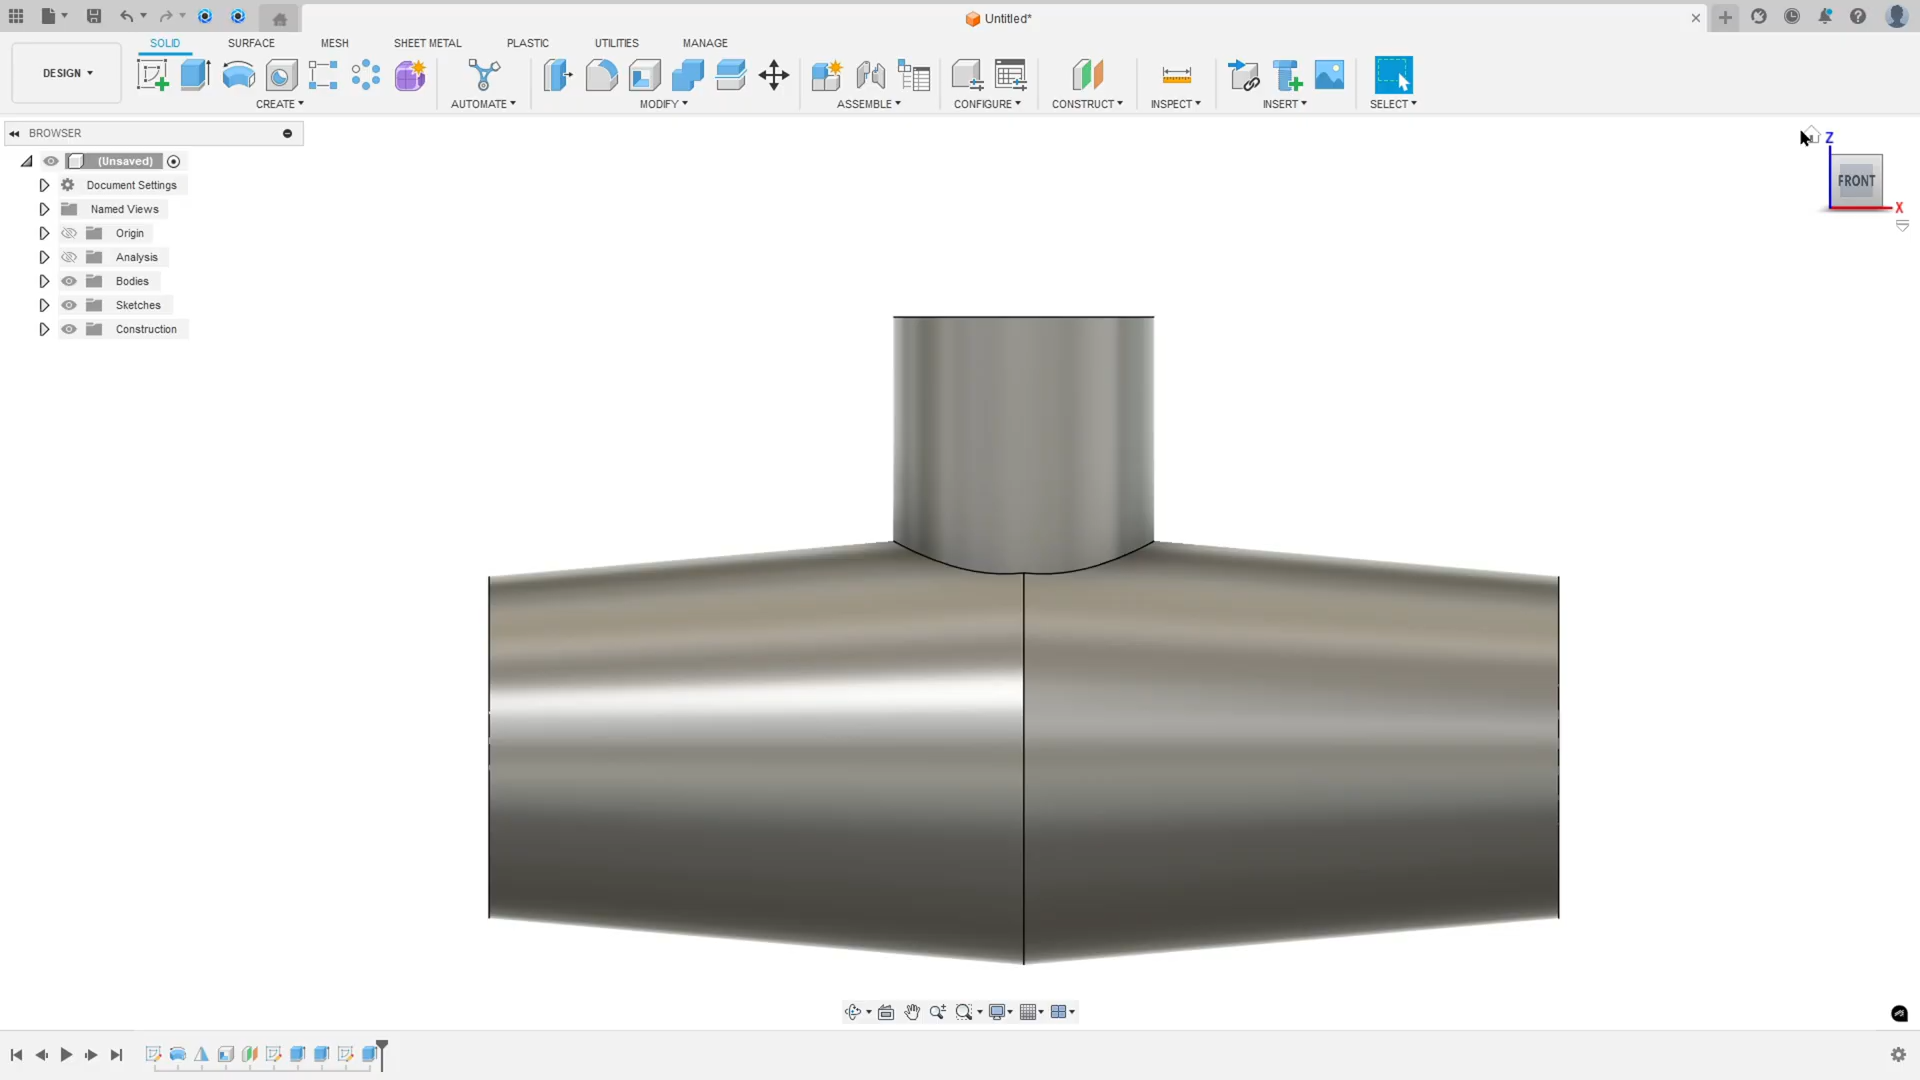 Untitled*
DESIGN
SOLID
SURFACE
MESH
SHEET METAL
PLASTIC
UTILITIES
MANAGE
CREATE
AUTOMATE
MODIFY
ASSEMBLE
CONFIGURE
CONSTRUCT
INSPECT
INSERT
SELECT
BROWSER
(Unsaved)
Document Settings
Named Views
Origin
Analysis
Bodies
Sketches
Construction
Z
FRONT
X